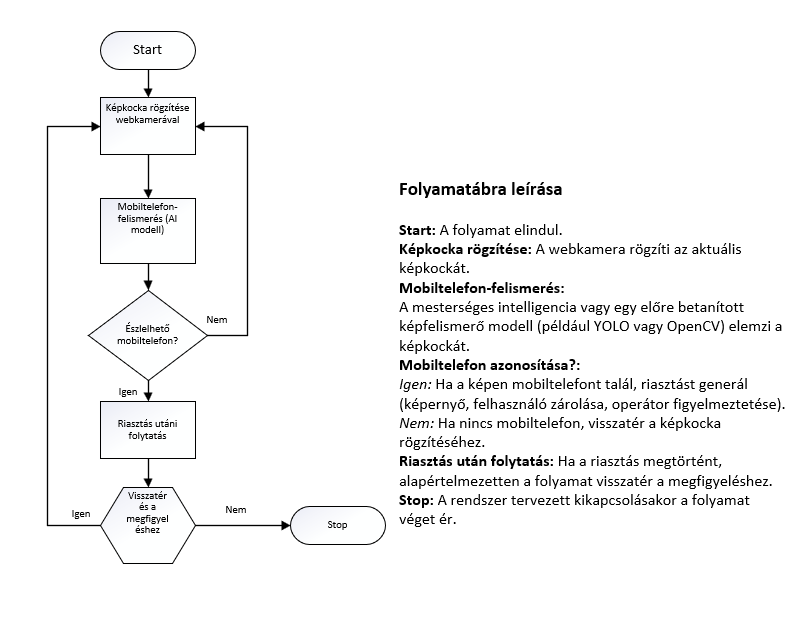 Start
Képkocka rögzítése
webkamerával
Mobiltelefon-
felismerés (AI
modell)
Észlelhető
mobiltelefon?
Nem
Igen
Riasztás utáni
folytatás
Visszatér
és a
megfigyel
éshez
Igen
Nem
Stop
Folyamatábra leírása
Start: A folyamat elindul.
Képkocka rögzítése: A webkamera rögzíti az aktuális
képkockát.
Mobiltelefon-felismerés:
A mesterséges intelligencia vagy egy előre betanított
képfelismerő modell (például YOLO vagy OpenCV) elemzi a
képkockát.
Mobiltelefon azonosítása?:
Igen: Ha a képen mobiltelefont talál, riasztást generál
(képernyő, felhasználó zárolása, operátor figyelmeztetése).
Nem: Ha nincs mobiltelefon, visszatér a képkocka
rögzítéséhez.
Riasztás után folytatás: Ha a riasztás megtörtént,
alapértelmezetten a folyamat visszatér a megfigyeléshez.
Stop: A rendszer tervezett kikapcsolásakor a folyamat
véget ér.